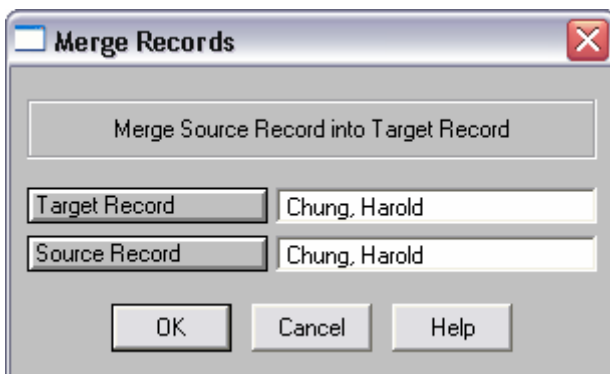 Merge Records
Merge Source Record into Target Record
Target Record Chung, Harold
Source Record Chung, Harold
OK Cancel Help